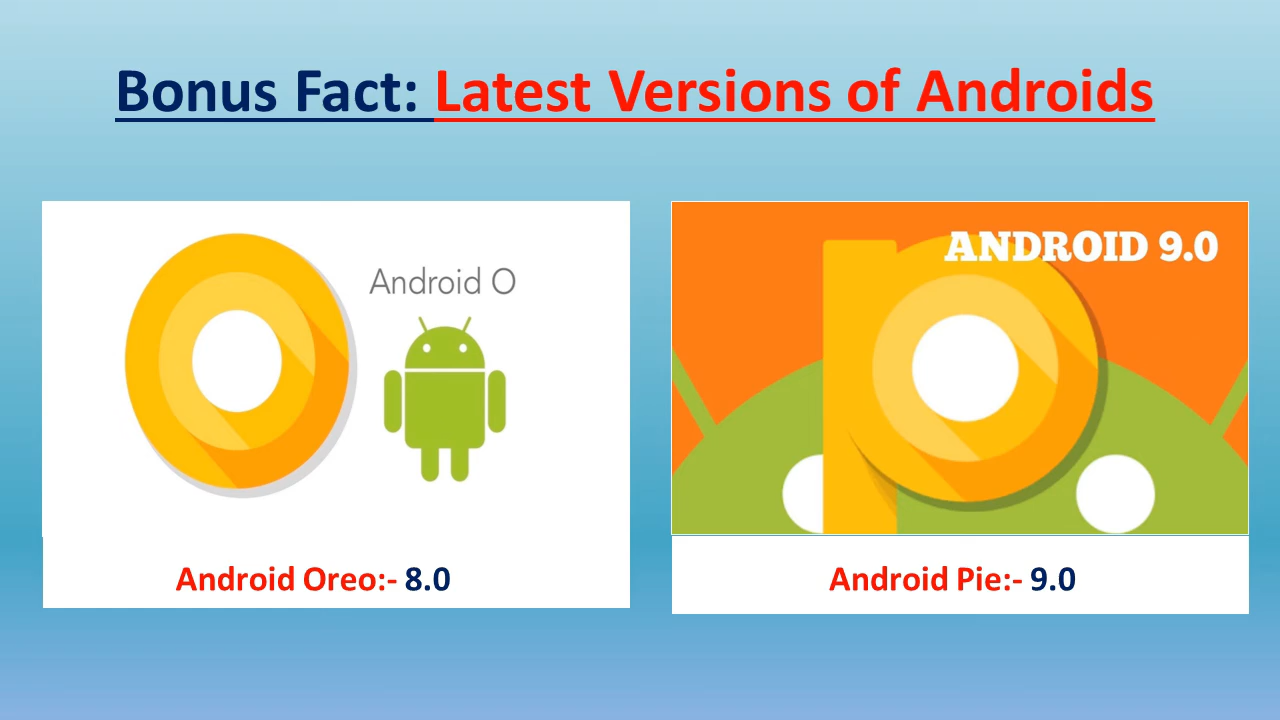 Bonus Fact: Latest Versions of Androids
Android O
ANDROID 9.0
Android Oreo:- 8.0
Android Pie:- 9.0